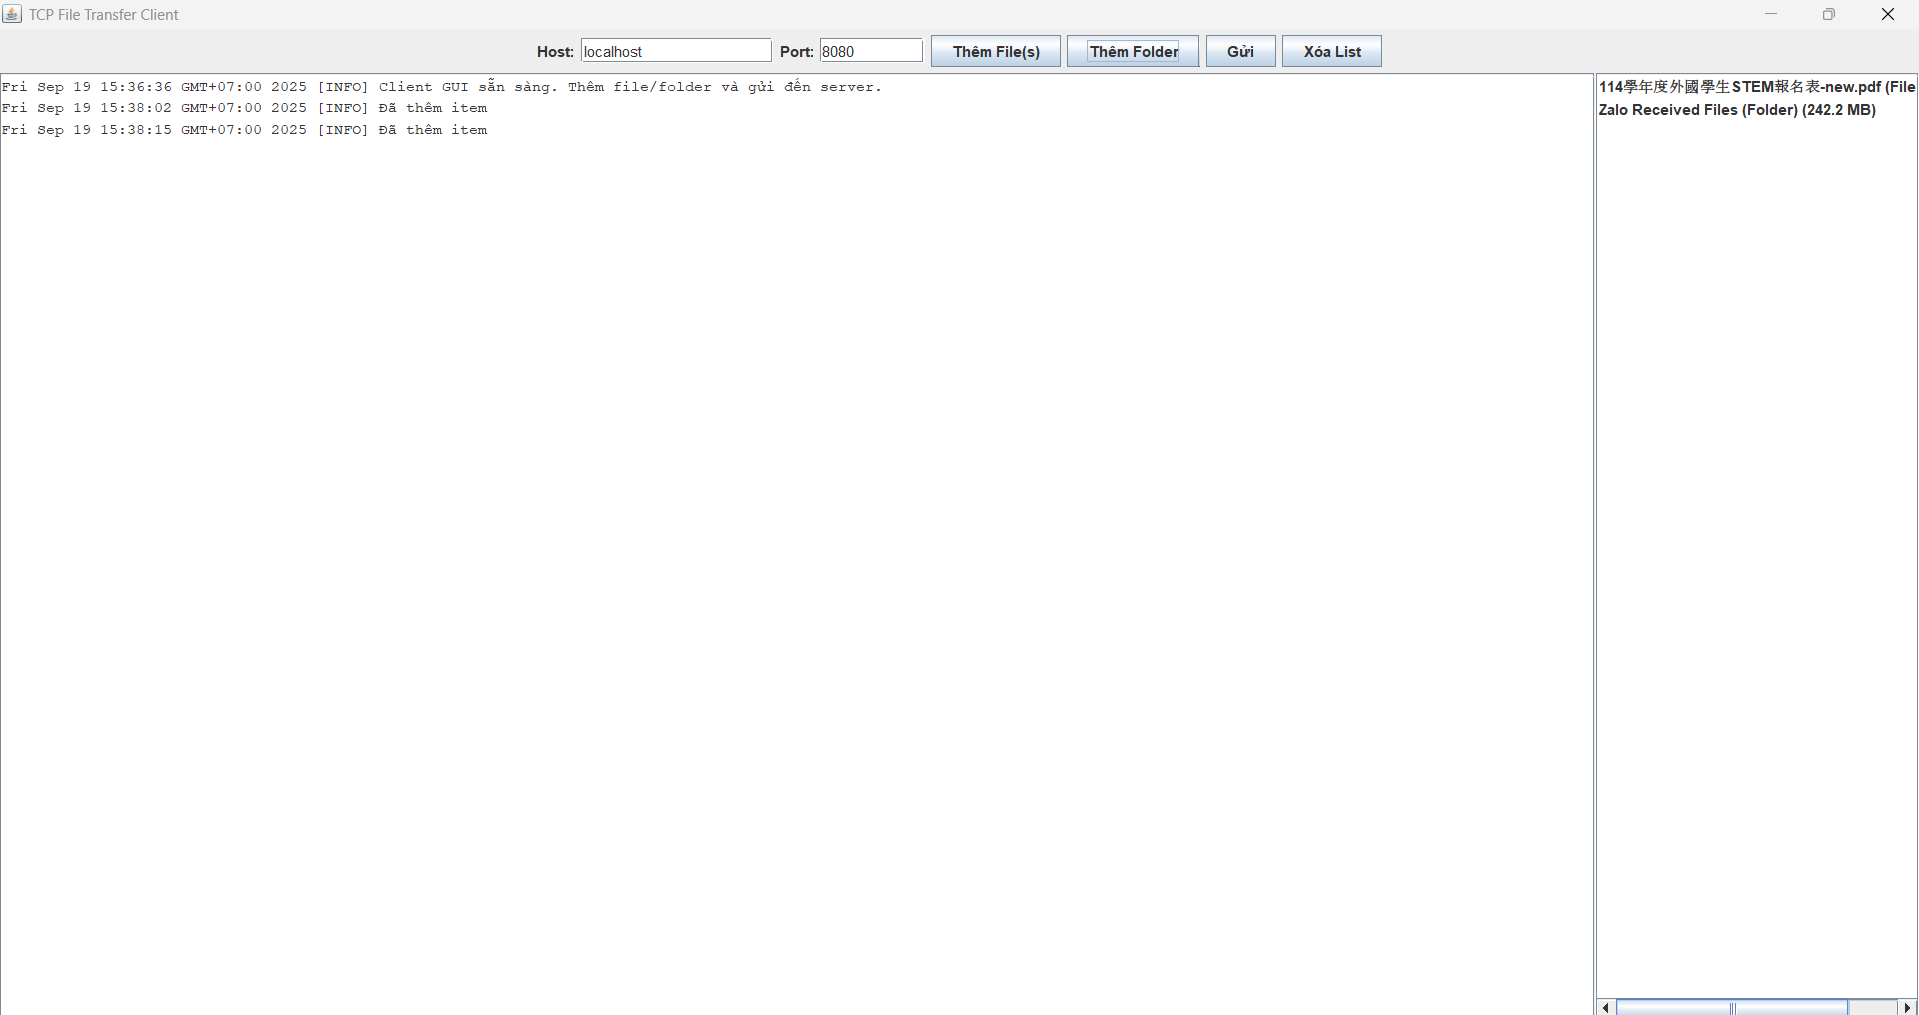 TCP File Transfer Client
Host: localhost Port: 8080 Thêm File(s) Thêm Folder Gửi Xóa List
Fri Sep 19 15:36:36 GMT+07:00 2025 [INFO] Client GUI sẵn sàng. Thêm file/folder và gửi đến server.
Fri Sep 19 15:38:02 GMT+07:00 2025 [INFO] Đã thêm item
Fri Sep 19 15:38:15 GMT+07:00 2025 [INFO] Đã thêm item
114學年度外國學生STEM報名表-new.pdf (File
Zalo Received Files (Folder) (242.2 MB)